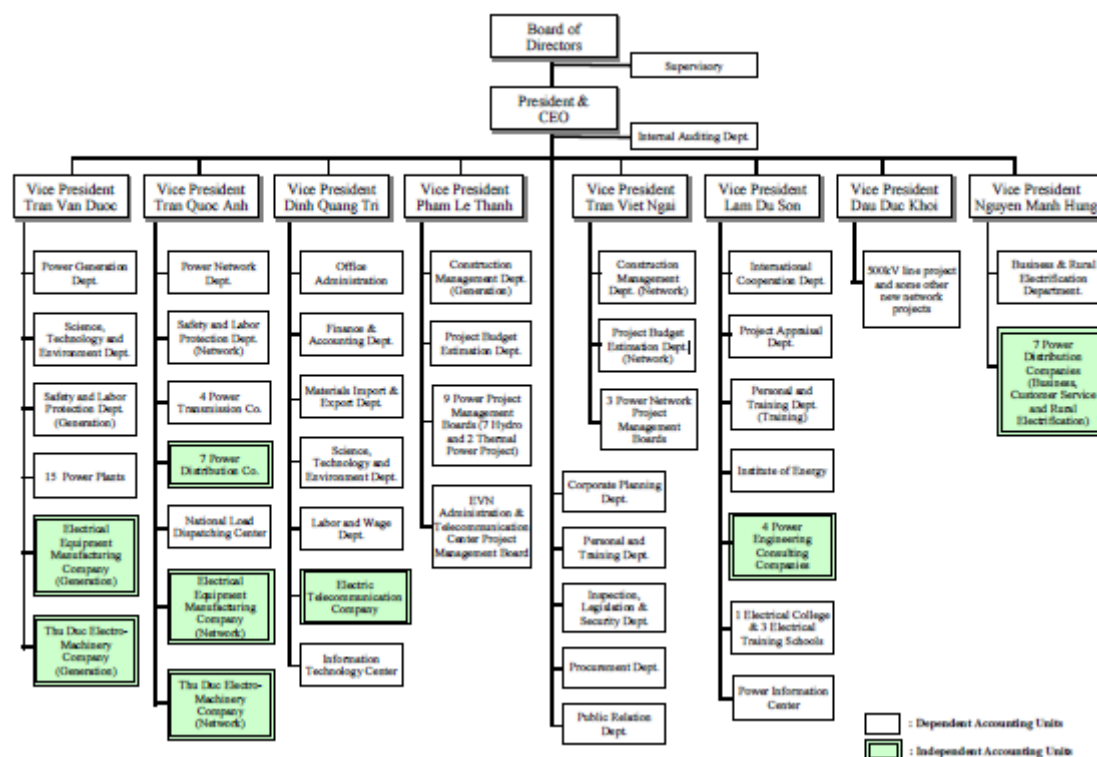 Board of
Directors
Supervisory
President &
CEO
Internal Auditing Dept.
Vice President
Tran Van Duoc
Vice President
Tran Quoc Anh
Vice President
Dinh Quang Tri
Vice President
Pham Le Thanh
Vice President
Tran Viet Ngai
Vice President
Lam Du Son
Vice President
Dau Duc Khoi
Vice President
Nguyen Manh Hung
Power Generation
Dept.
Science,
Technology and
Environment Dept.
Safety and Labor
Protection Dept.
(Generation)
15 Power Plants
Electrical
Equipment
Manufacturing
Company
(Generation)
Thu Duc Electro-
Machinery
Company
(Generation)
Power Network
Dept.
Safety and Labor
Protection Dept.
(Network)
4 Power
Transmission Co.
7 Power
Distribution Co.
National Load
Dispatching Center
Electrical
Equipment
Manufacturing
Company
(Network)
Thu Duc Electro-
Machinery
Company
(Network)
Office
Administration
Finance &
Accounting Dept.
Materials Import &
Export Dept.
Science,
Technology and
Environment Dept.
Labor and Wage
Dept.
Electric
Telecommunication
Company
Information
Technology Center
Construction
Management Dept.
(Generation)
Project Budget
Estimation Dept.
9 Power Project
Management
Boards (7 Hydro
and 2 Thermal
Power Project)
EVN
Administration &
Telecommunication
Center Project
Management Board
Construction
Management
Dept. (Network)
Project Budget
Estimation Dept.
(Network)
3 Power Network
Project
Management
Boards
Corporate Planning
Dept.
Personal and
Training Dept.
Inspection,
Legislation &
Security Dept.
Procurement Dept.
Public Relation
Dept.
International
Cooperation Dept.
Project Appraisal
Dept.
Personal and
Training Dept.
(Training)
Institute of Energy
4 Power
Engineering
Consulting
Companies
1 Electrical College
& 3 Electrical
Training Schools
Power Information
Center
500kV line project
and some other
new network
projects
Business & Rural
Electrification
Department.
7 Power
Distribution
Companies
(Business,
Customer Service
and Rural
Electrification)
: Dependent Accounting Units
: Independent Accounting Units